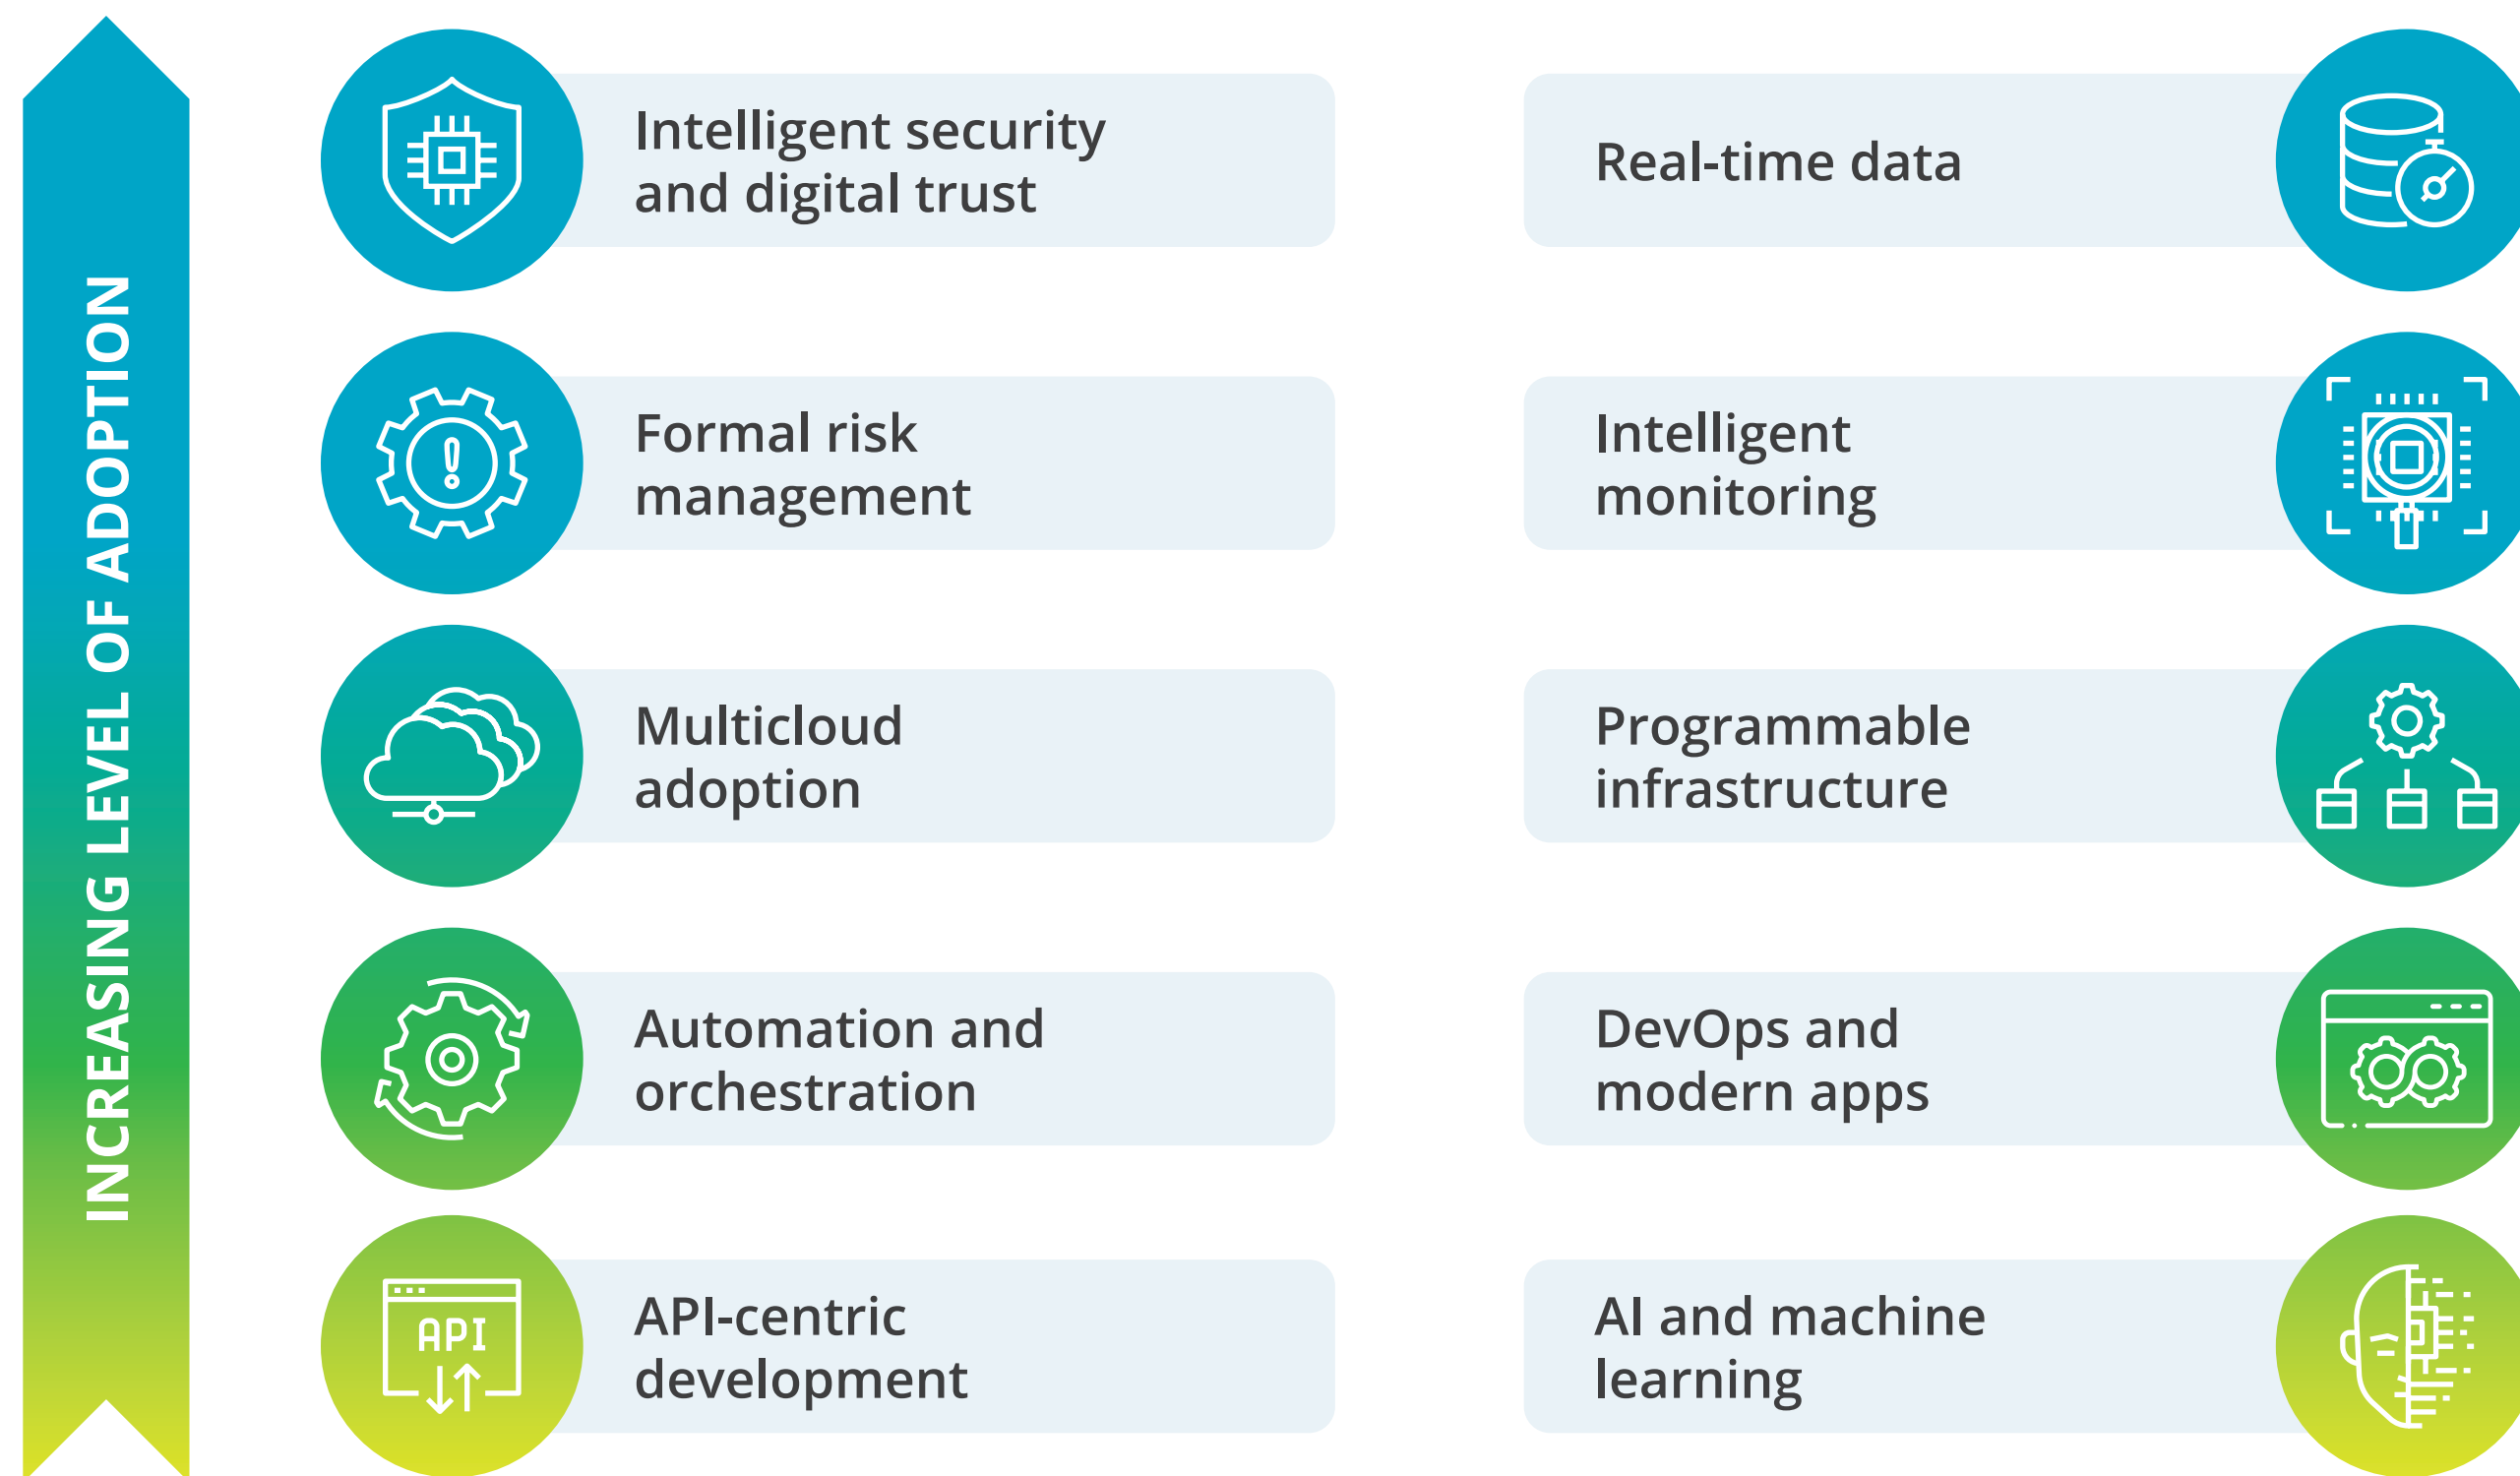 INCREASING LEVEL OF ADOPTION
Intelligent security
and digital trust
Real-time data
Formal risk
management
Intelligent
monitoring
Multicloud
adoption
Programmable
infrastructure
Automation and
orchestration
DevOps and
modern apps
API
API-centric
development
AI and machine
learning